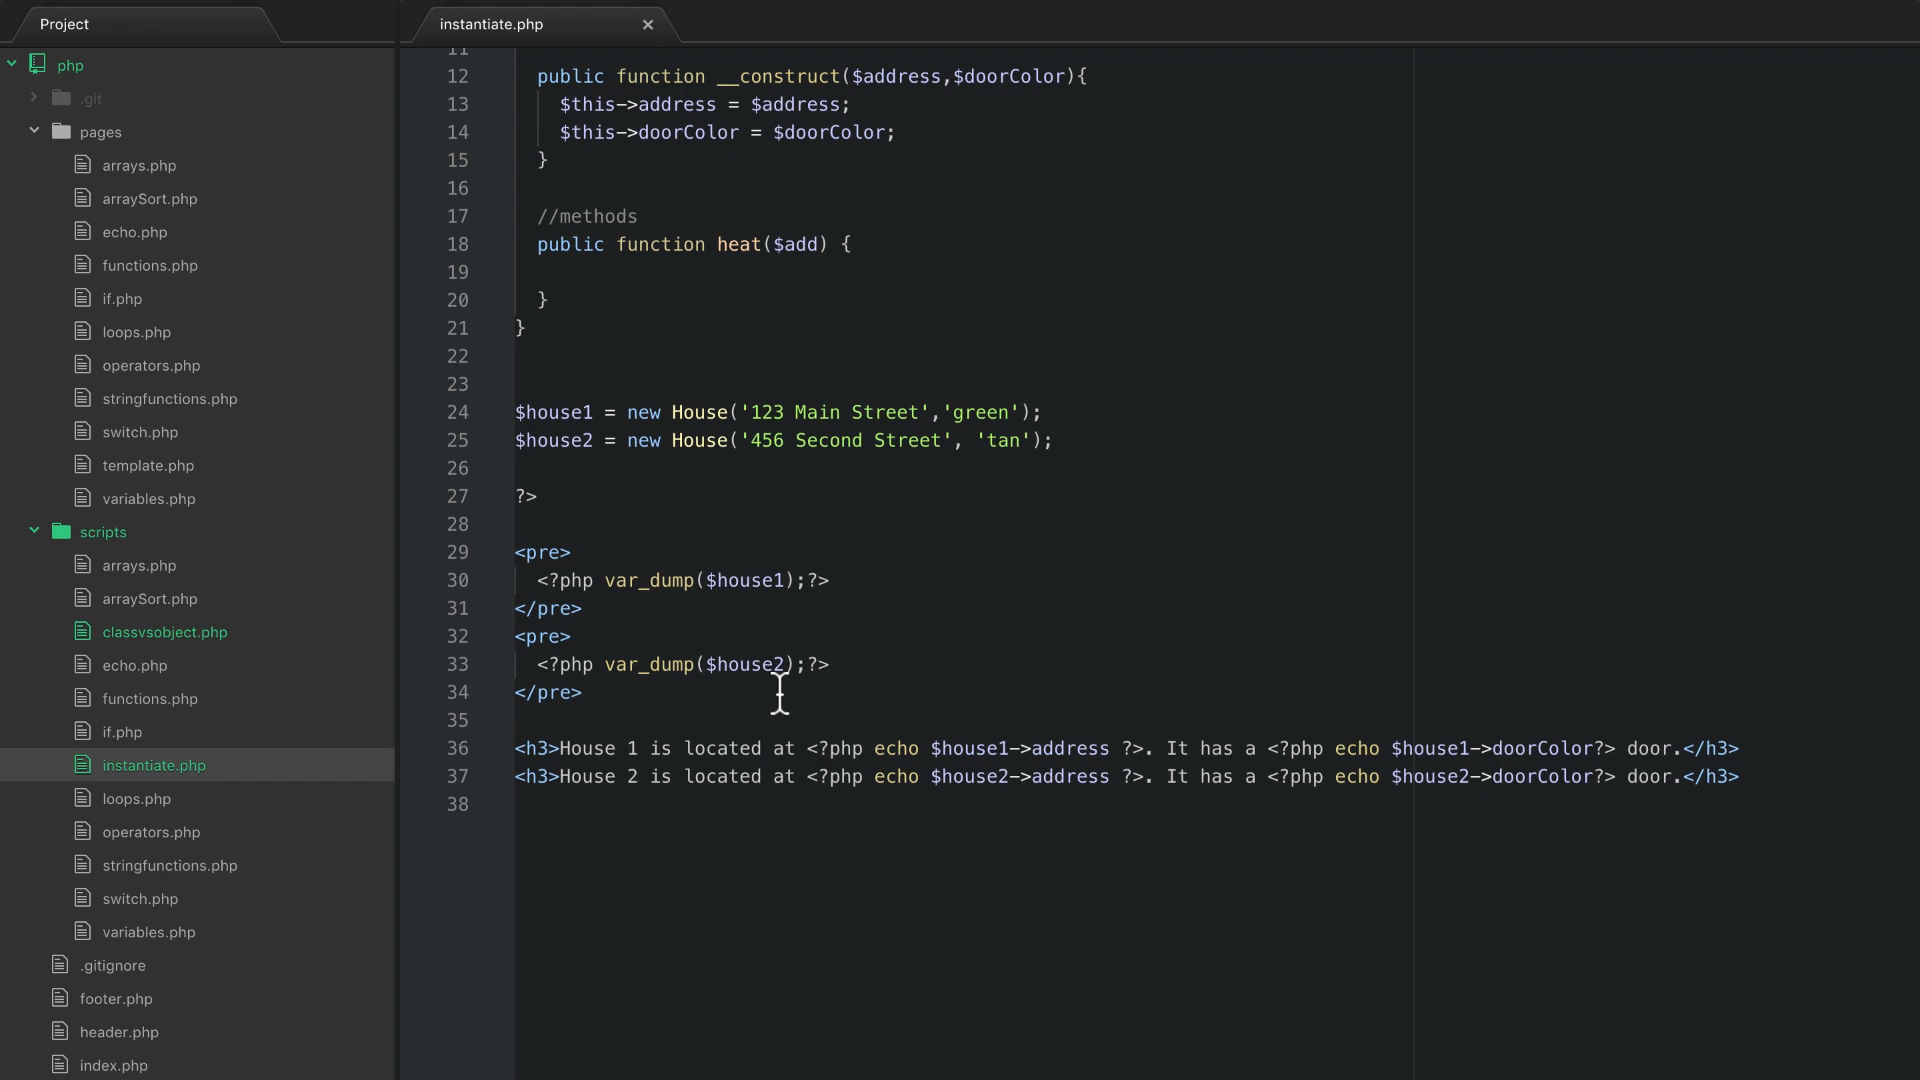 Project
php
.git
pages
arrays.php
arraySort.php
echo.php
functions.php
if.php
loops.php
operators.php
stringfunctions.php
switch.php
template.php
variables.php
scripts
arrays.php
arraySort.php
classvsobject.php
echo.php
functions.php
if.php
instantiate.php
loops.php
operators.php
stringfunctions.php
switch.php
variables.php
.gitignore
footer.php
header.php
index.php
instantiate.php ×
11
12 public function __construct($address,$doorColor){
13 $this->address = $address;
14 $this->doorColor = $doorColor;
15 }
16
17 //methods
18 public function heat($add) {
19
20 }
21 }
22
23
24 $house1 = new House('123 Main Street','green');
25 $house2 = new House('456 Second Street', 'tan');
26
27 ?>
28
29 <pre>
30 <?php var_dump($house1);?>
31 </pre>
32 <pre>
33 <?php var_dump($house2);?>
34 </pre>
35
36 <h3>House 1 is located at <?php echo $house1->address ?>. It has a <?php echo $house1->doorColor?> door.</h3>
37 <h3>House 2 is located at <?php echo $house2->address ?>. It has a <?php echo $house2->doorColor?> door.</h3>
38